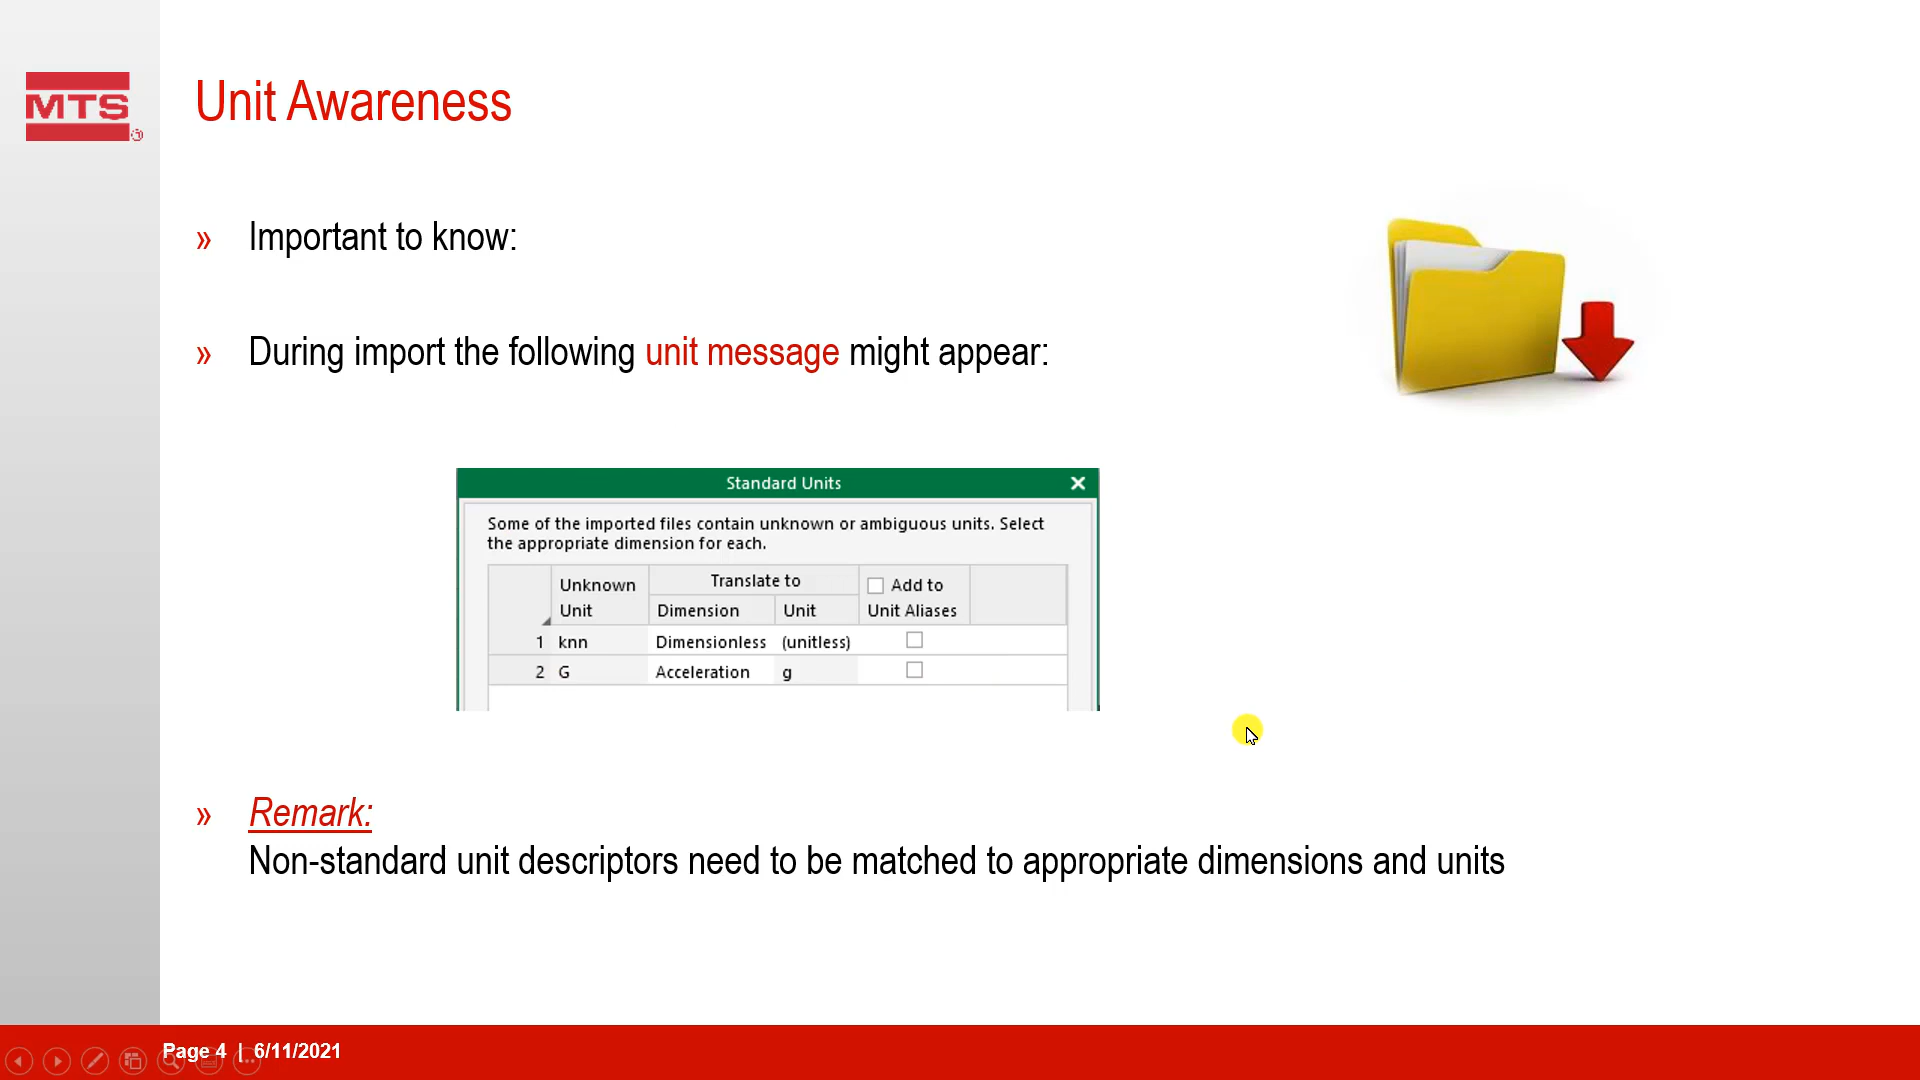 MTS
®
Unit Awareness
» Important to know:
» During import the following unit message might appear:
Standard Units
Some of the imported files contain unknown or ambiguous units. Select
the appropriate dimension for each.
Unknown Unit
Translate to
Add to Unit Aliases
Dimension Unit
1 knn Dimensionless (unitless)
2 G Acceleration g
» Remark:
Non-standard unit descriptors need to be matched to appropriate dimensions and units
Page 4 | 6/11/2021